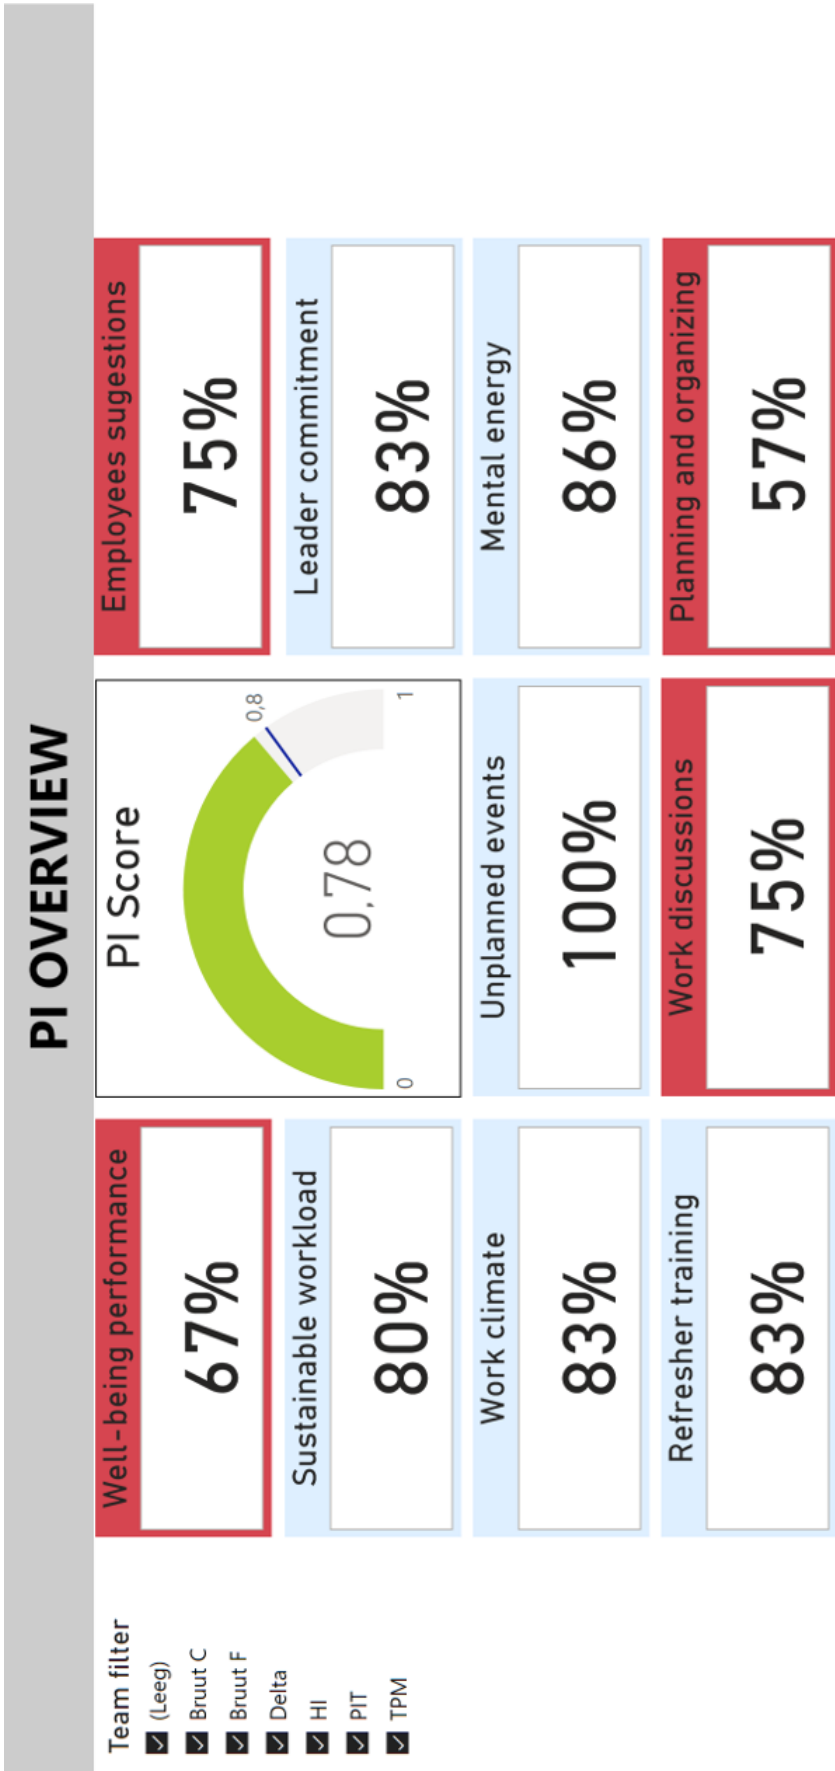 PI OVERVIEW
Team filter
(Leeg)
Bruut C
Bruut F
Delta
HI
PIT
TPM
Well-being performance
67%
PI Score
0,8
0,78
0
1
Employees sugestions
75%
Sustainable workload
80%
Leader commitment
83%
Work climate
83%
Unplanned events
100%
Mental energy
86%
Refresher training
83%
Work discussions
75%
Planning and organizing
57%